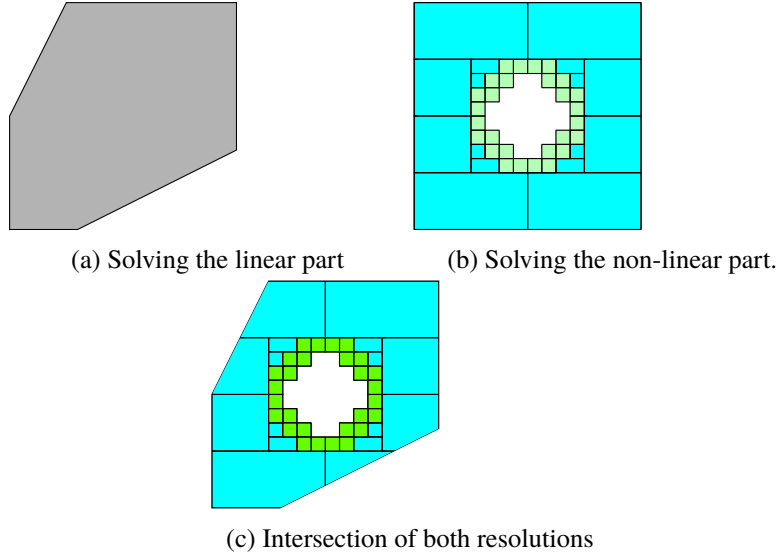 (a) Solving the linear part
(b) Solving the non-linear part.
(c) Intersection of both resolutions